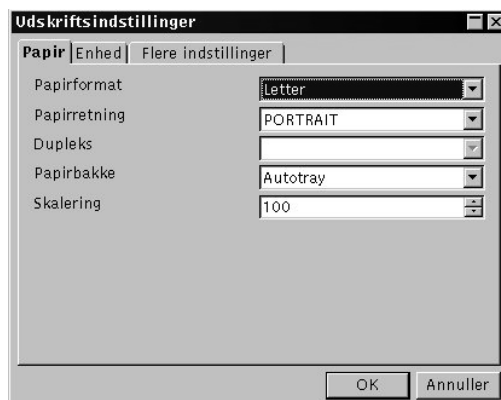 Udskriftsindstillinger
Papir Enhed Flere indstillinger
Papirformat Letter
Papirretning PORTRAIT
Dupleks
Papirbakke Autotray
Skalering 100
OK Annuller